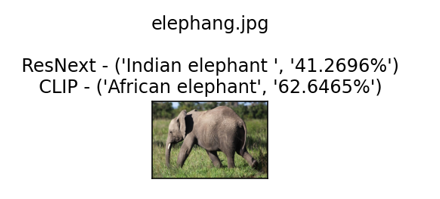 elephang.jpg
ResNext - ('Indian elephant ', '41.2696%')
CLIP - ('African elephant', '62.6465%')